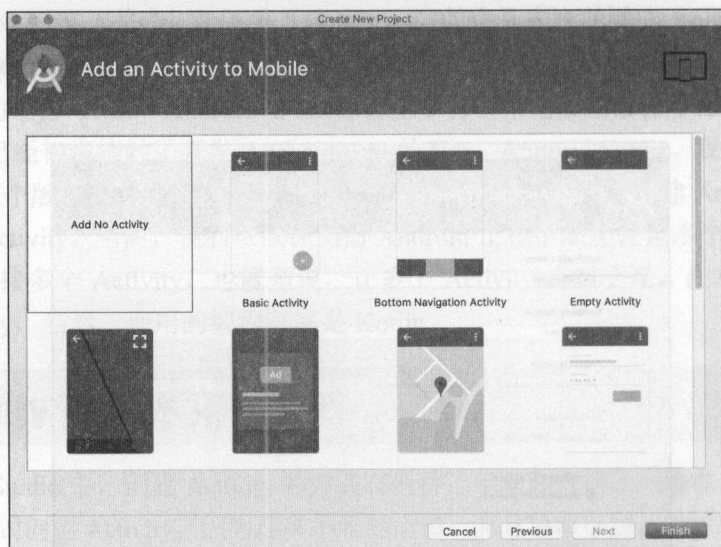 Create New Project
Add an Activity to Mobile
Add No Activity
Basic Activity
Bottom Navigation Activity
Empty Activity
Ad
Cancel
Previous
Next
Finish